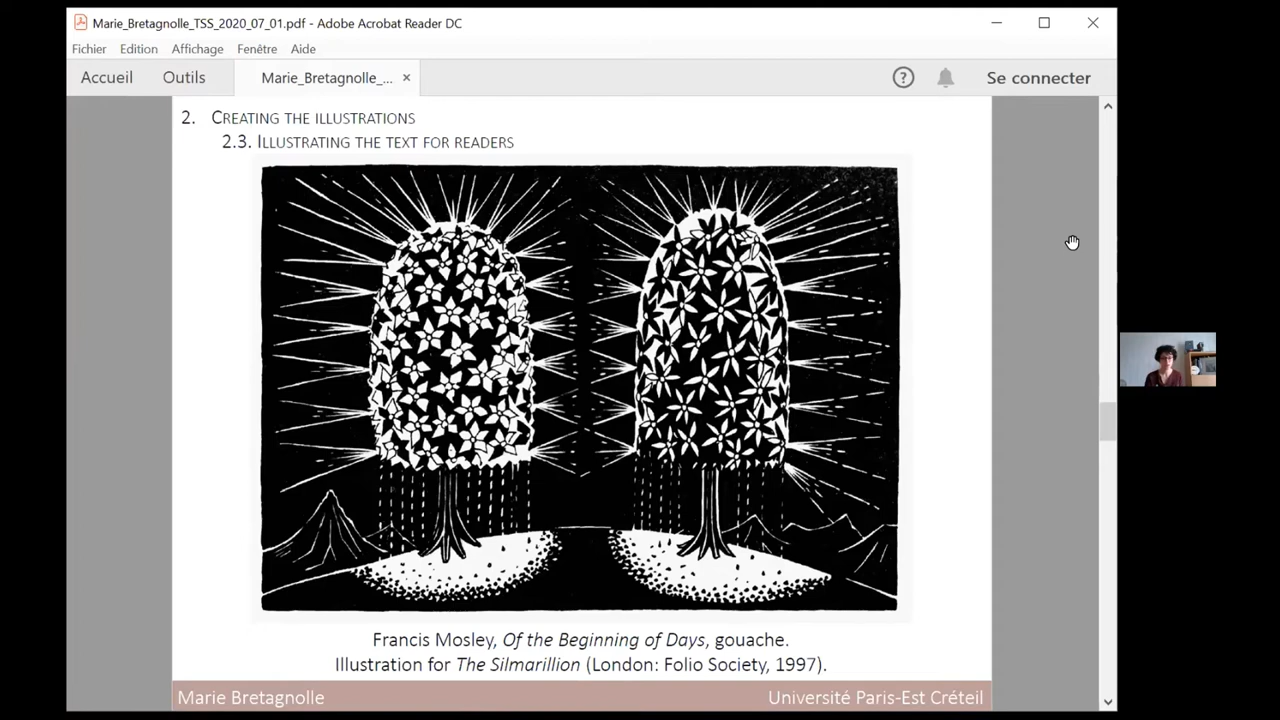 Marie_Bretagnolle_TSS_2020_07_01.pdf - Adobe Acrobat Reader DC
Fichier Edition Affichage Fenêtre Aide
Accueil Outils Marie_Bretagnolle_... × ? Se connecter
2. CREATING THE ILLUSTRATIONS
2.3. ILLUSTRATING THE TEXT FOR READERS
Francis Mosley, Of the Beginning of Days, gouache.
Illustration for The Silmarillion (London: Folio Society, 1997).
Marie Bretagnolle Université Paris-Est Créteil